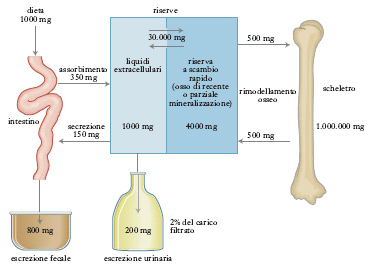 dieta
1000 mg
riserve
30.000 mg
500 mg
assorbimento
350 mg
liquidi
extracellulari
riserva
a scambio
rapido
(osso di recente
o parziale
mineralizzazione)
rimodellamento
osseo
scheletro
intestino
secrezione
150 mg
1000 mg
4000 mg
500 mg
1.000.000 mg
800 mg
200 mg
2% del carico
filtrato
escrezione fecale
escrezione urinaria